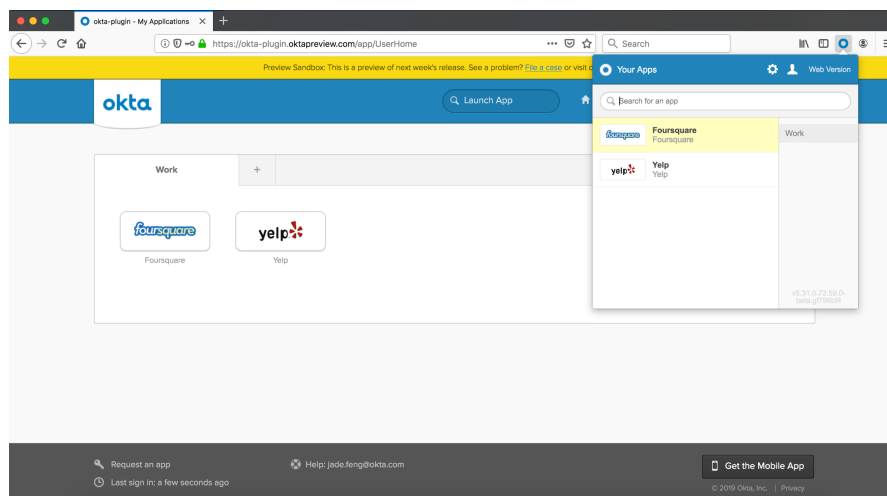 okta-plugin - My Applications
https://okta-plugin.oktapreview.com/app/UserHome
Search
Preview Sandbox: This is a preview of next week's release. See a problem? File a case or visit
okta
Launch App
Your Apps
Web Version
Search for an app
Foursquare
Foursquare
Work
Yelp
Yelp
foursquare
yelp
Work
+
foursquare
yelp
Foursquare
Yelp
Request an app
Help: jade.feng@okta.com
Get the Mobile App
Last sign in: a few seconds ago
© 2019 Okta, Inc. | Privacy